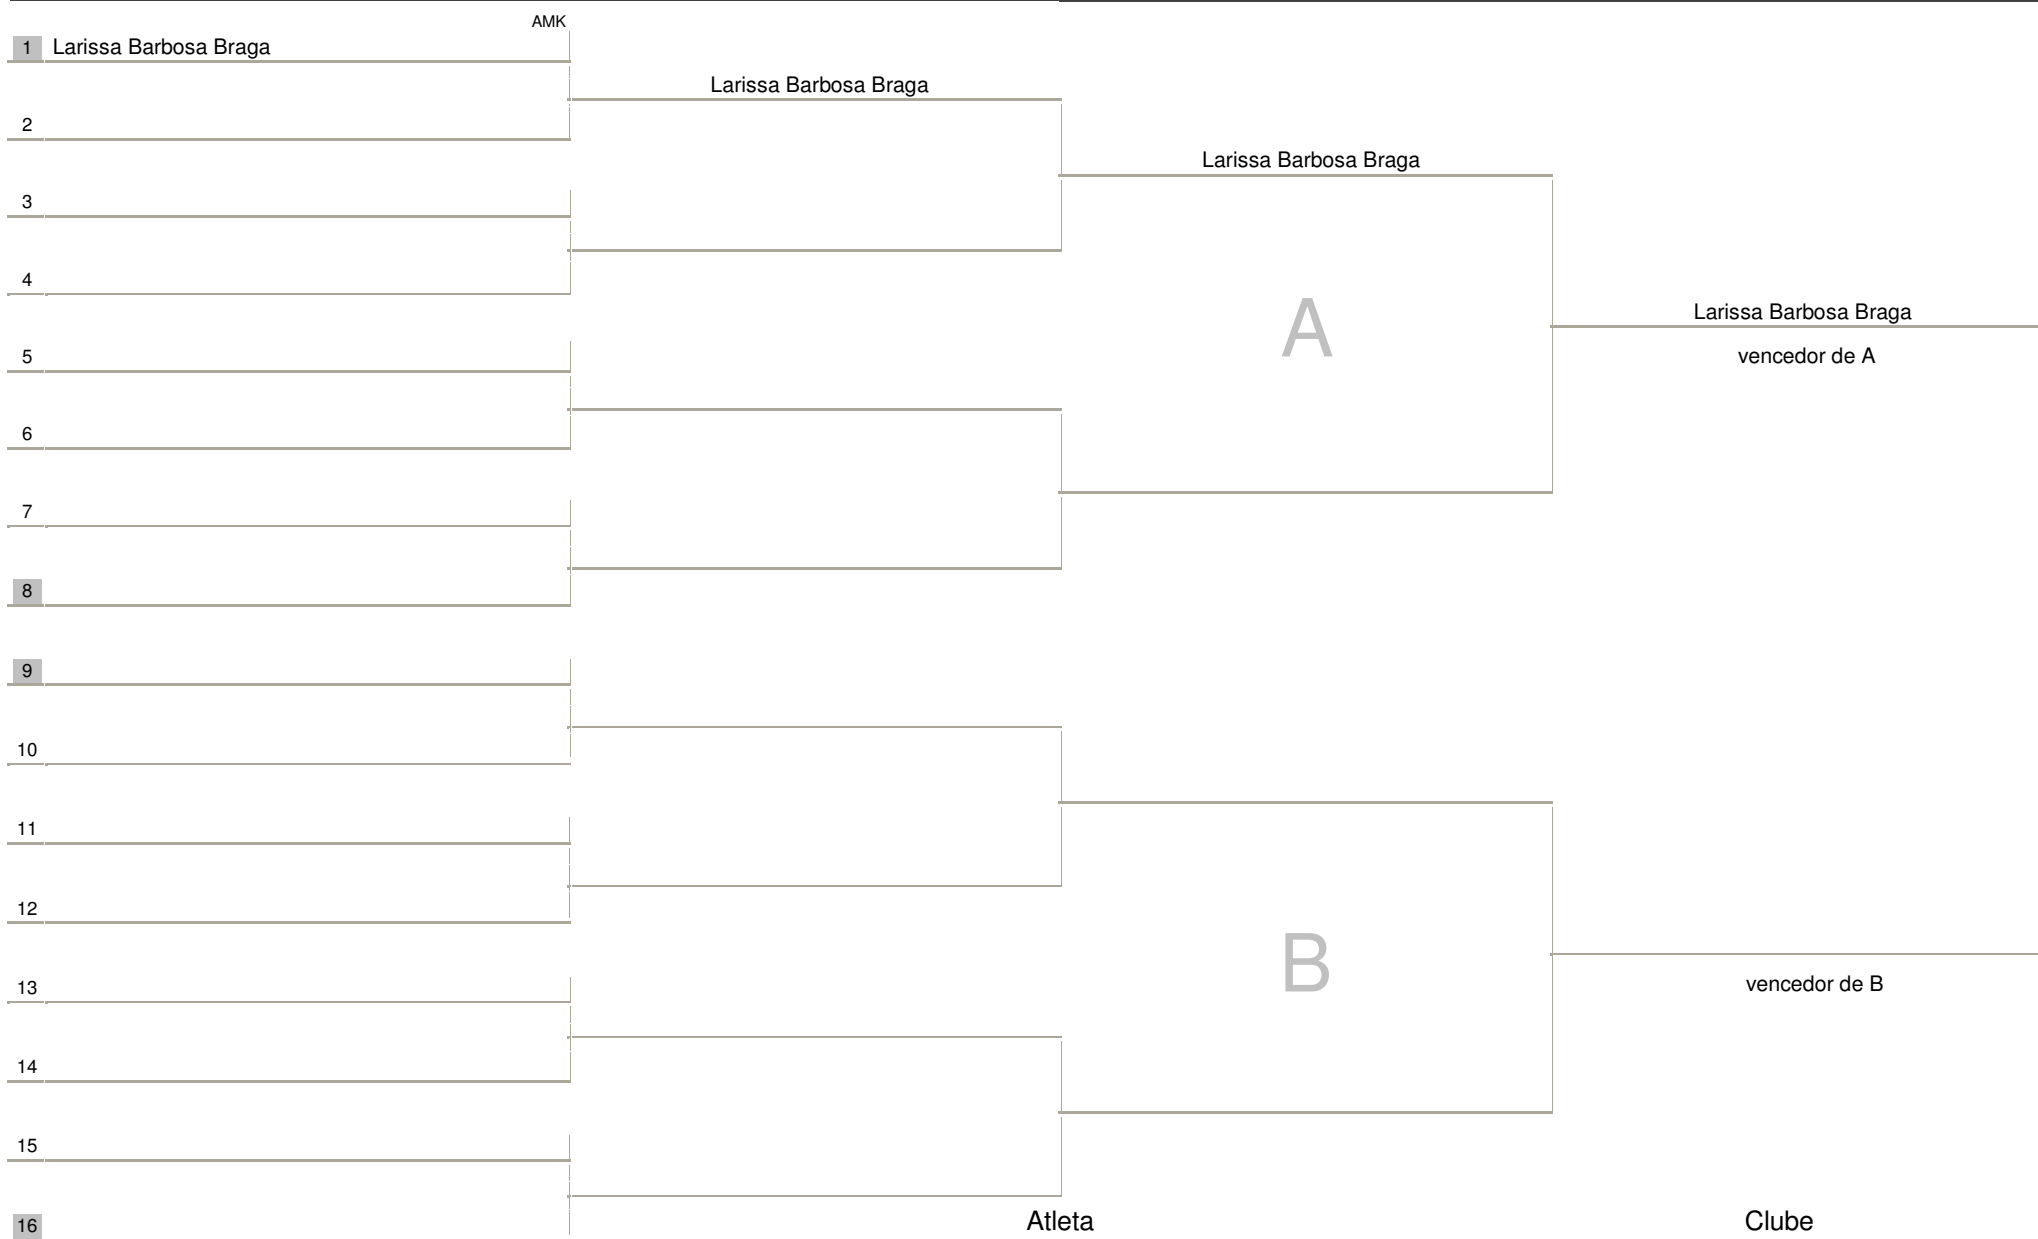 AMK
1 Larissa Barbosa Braga
Larissa Barbosa Braga
2
Larissa Barbosa Braga
3
4
A
Larissa Barbosa Braga
5
vencedor de A
6
7
8
9
10
11
12
B
13
vencedor de B
14
15
16
Atleta
Clube